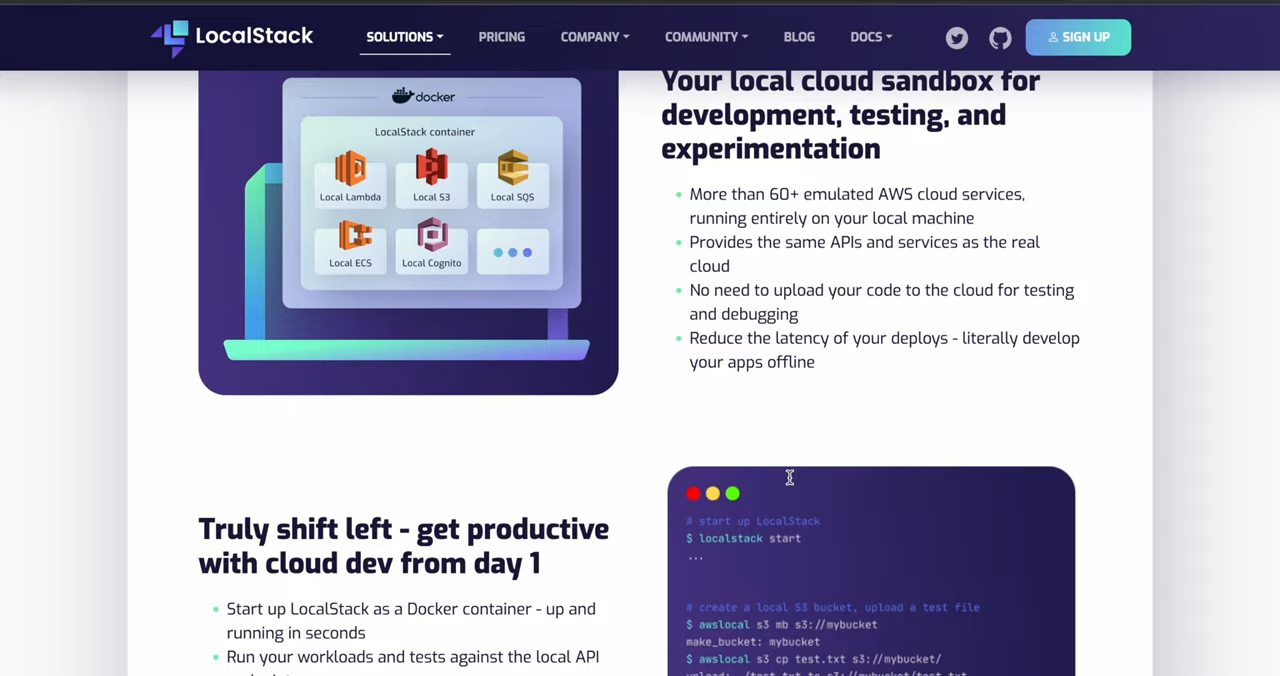 LocalStack
SOLUTIONS PRICING COMPANY COMMUNITY BLOG DOCS SIGN UP
docker
LocalStack container
Local Lambda Local S3 Local SQS
Local ECS Local Cognito
Your local cloud sandbox for
development, testing, and
experimentation
More than 60+ emulated AWS cloud services,
running entirely on your local machine
Provides the same APIs and services as the real
cloud
No need to upload your code to the cloud for testing
and debugging
Reduce the latency of your deploys - literally develop
your apps offline
Truly shift left - get productive
with cloud dev from day 1
Start up LocalStack as a Docker container - up and
running in seconds
Run your workloads and tests against the local API
# start up LocalStack
$ localstack start
...
# create a local S3 bucket, upload a test file
$ awslocal s3 mb s3://mybucket
make_bucket: mybucket
$ awslocal s3 cp test.txt s3://mybucket/